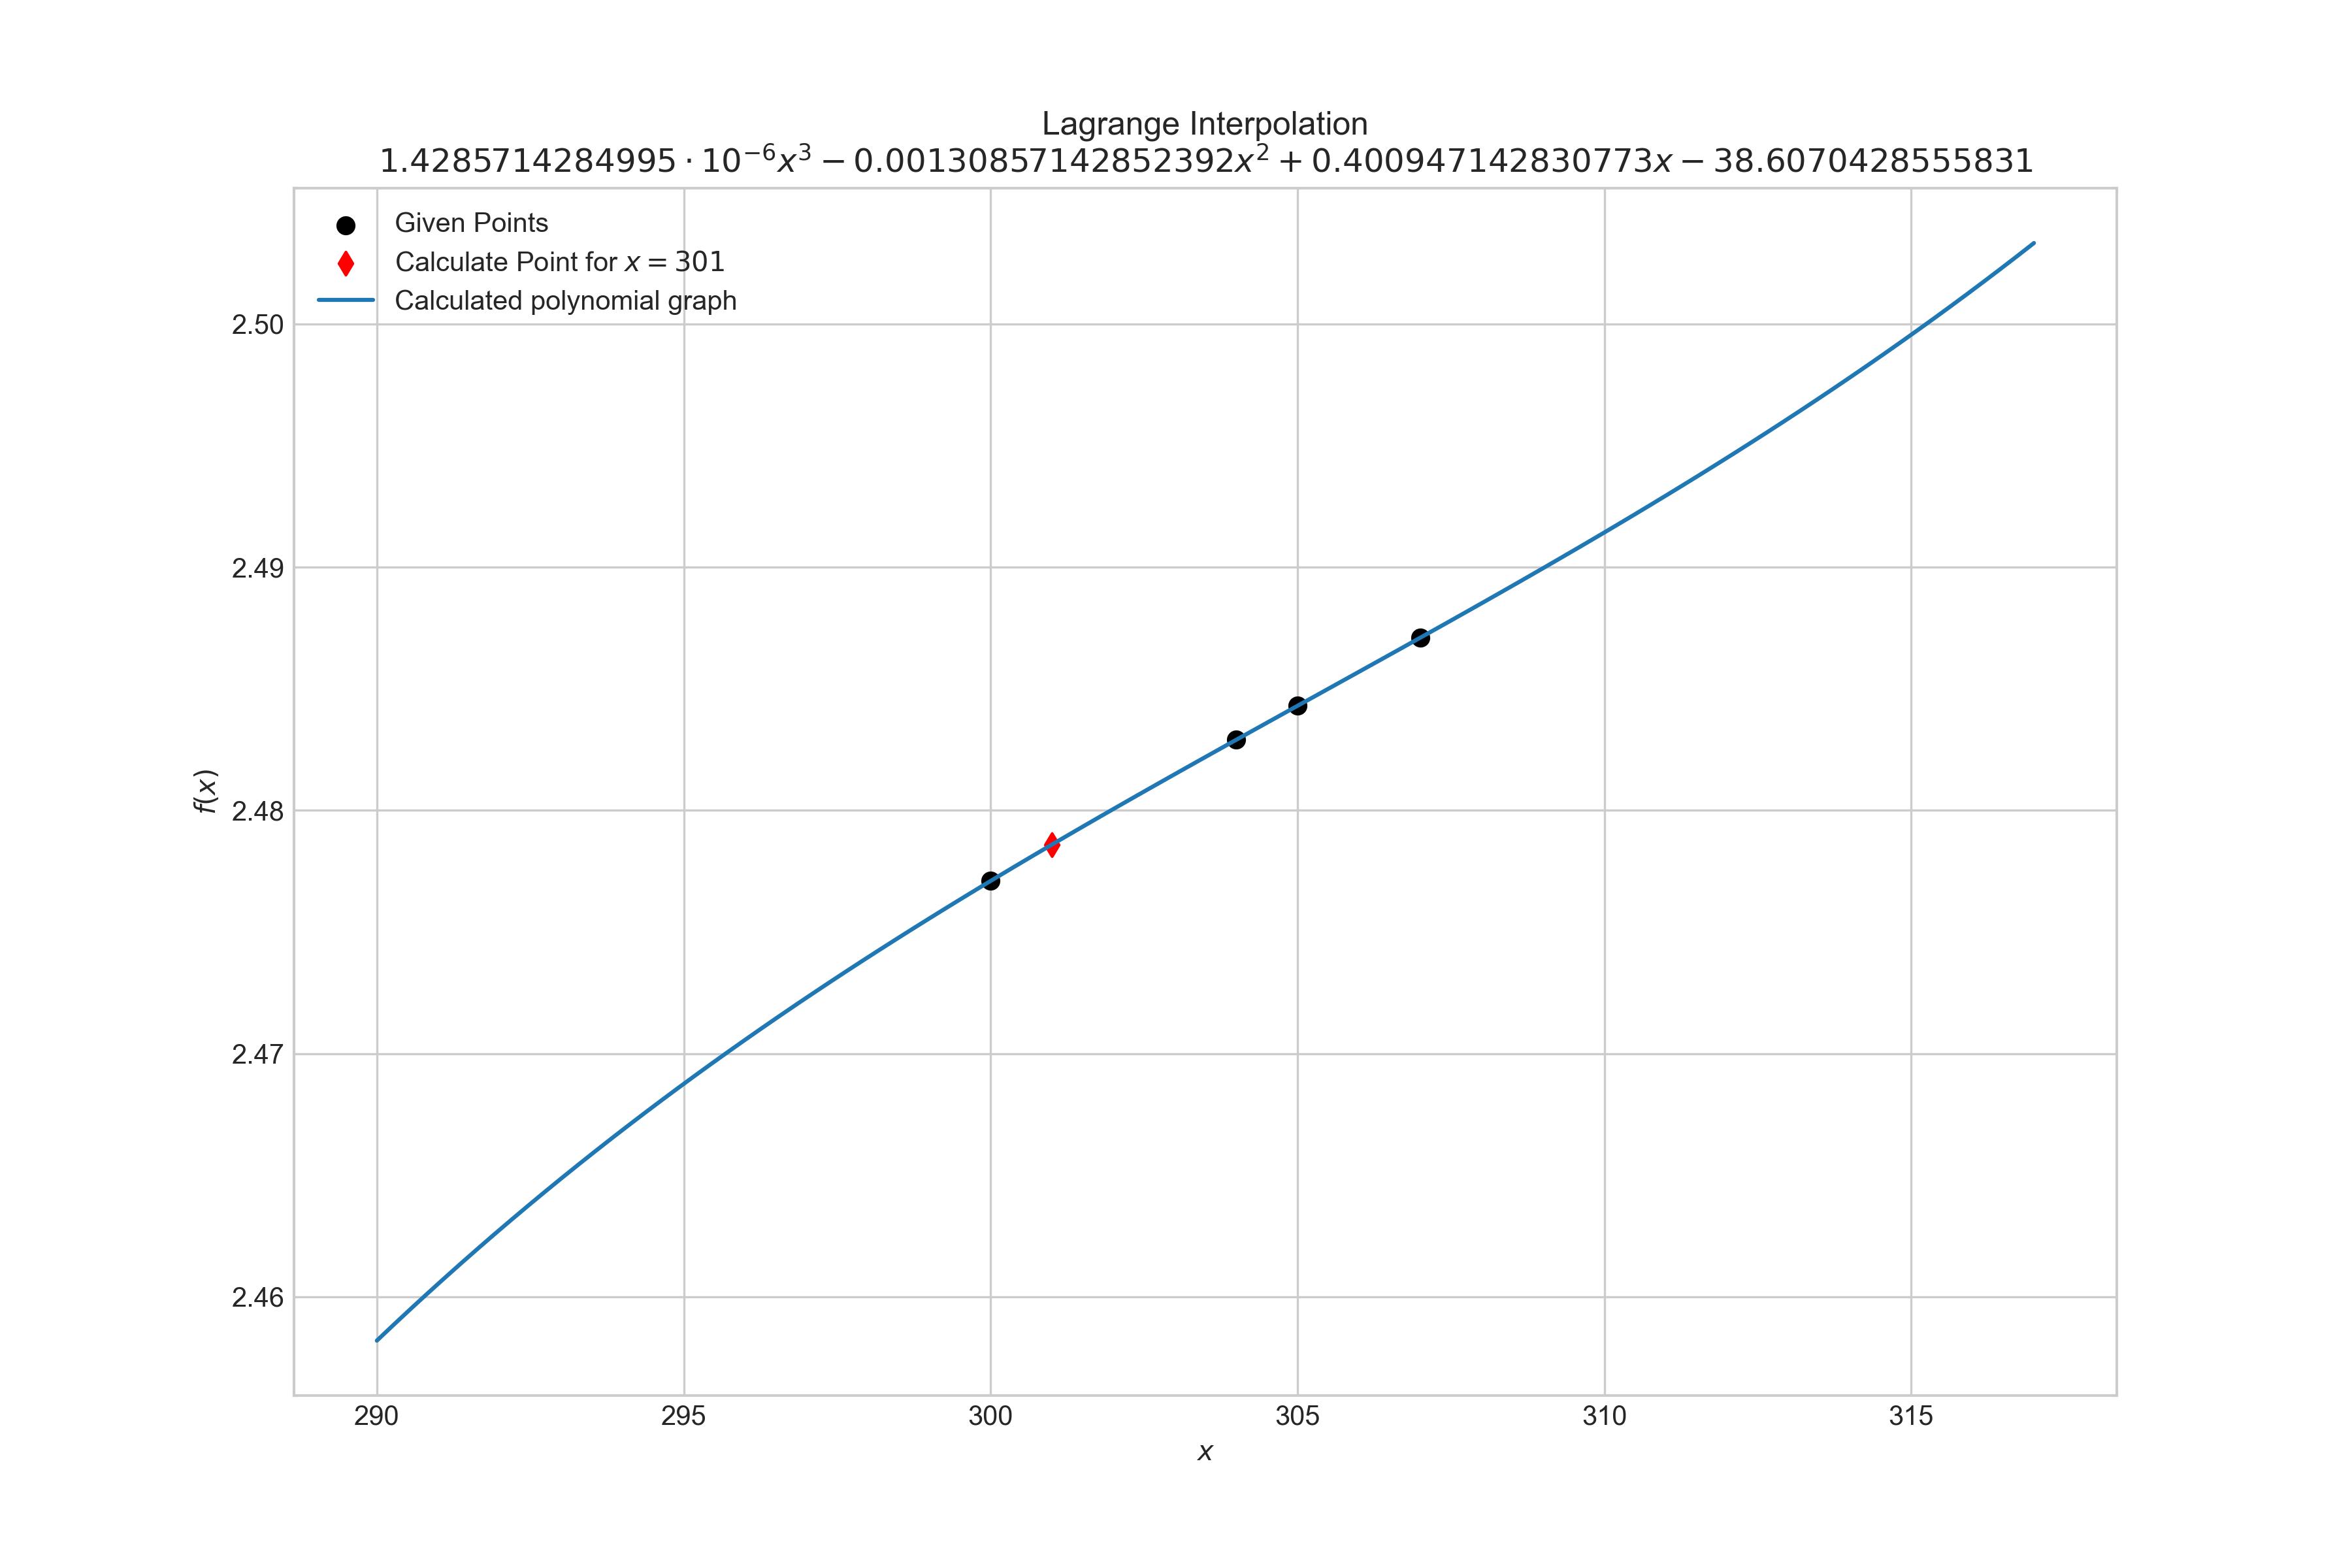 Lagrange Interpolation
1.4285714284995 · 10⁻⁶x³ − 0.00130857142852392x² + 0.400947142830773x − 38.6070428555831
Given Points
Calculate Point for x = 301
Calculated polynomial graph
2.50
2.49
2.48
2.47
2.46
f(x)
290 295 300 305 310 315
x